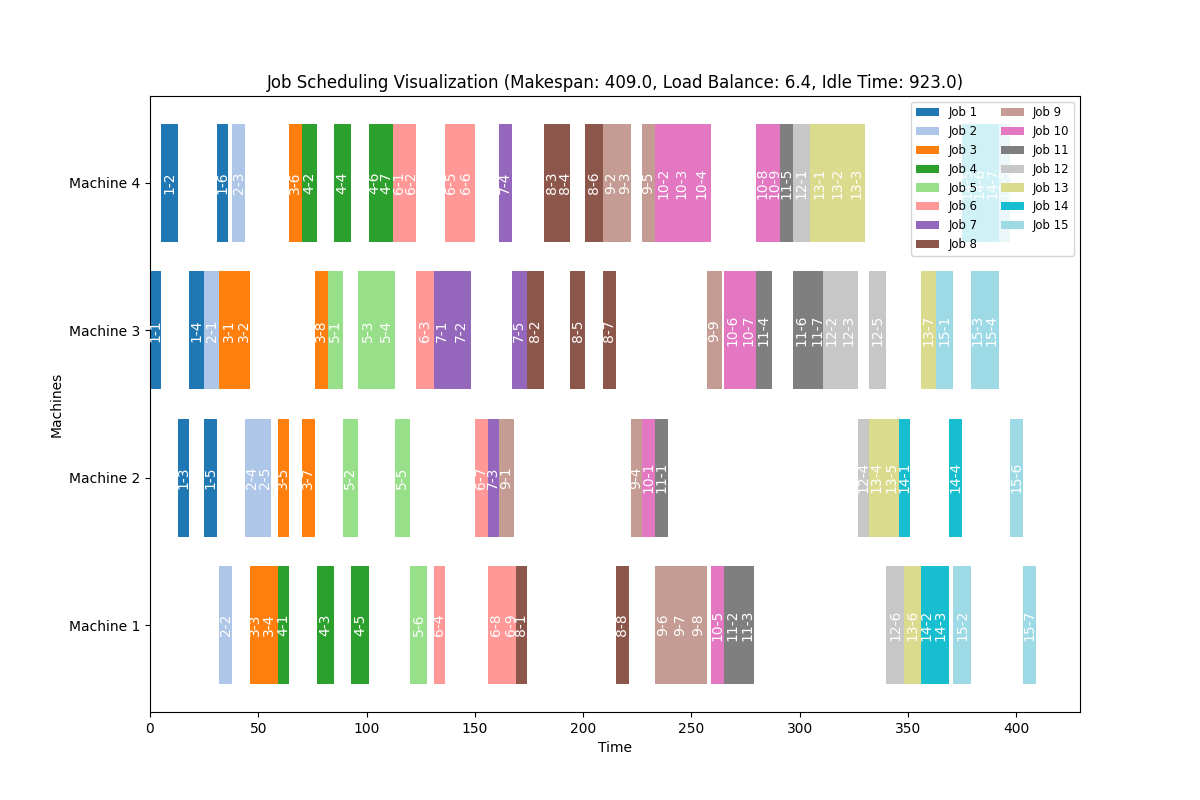 Job Scheduling Visualization (Makespan: 409.0, Load Balance: 6.4, Idle Time: 923.0)
Job 1 Job 9
Job 2 Job 10
Job 3 Job 11
Job 4 Job 12
Job 5 Job 13
Job 6 Job 14
Job 7 Job 15
Job 8
Machine 4
1-2 1-6 2-3 3-6 4-2 4-4 4-6 4-7 6-1 6-2 6-5 6-6 7-4 8-3 8-4 8-6 9-2 9-3 9-5 10-2 10-3 10-4 10-8 10-9 11-5 12-1 13-1 13-2 13-3
Machine 3
1-1 1-4 2-1 3-1 3-2 3-8 5-1 5-3 5-4 6-3 7-1 7-2 7-5 8-2 8-5 8-7 9-9 10-6 10-7 11-4 11-6 11-7 12-2 12-3 12-5 13-7 15-1 15-3 15-4
Machine 2
1-3 1-5 2-4 2-5 3-5 3-7 5-2 5-5 6-7 7-3 9-1 9-4 10-1 11-1 12-4 13-4 13-5 14-1 14-4 15-6
Machine 1
2-2 3-3 3-4 4-1 4-3 4-5 5-6 6-4 6-8 6-9 8-1 8-8 9-6 9-7 9-8 10-5 11-2 11-3 12-6 13-6 14-2 14-3 15-2 15-7
Machines
0 50 100 150 200 250 300 350 400
Time